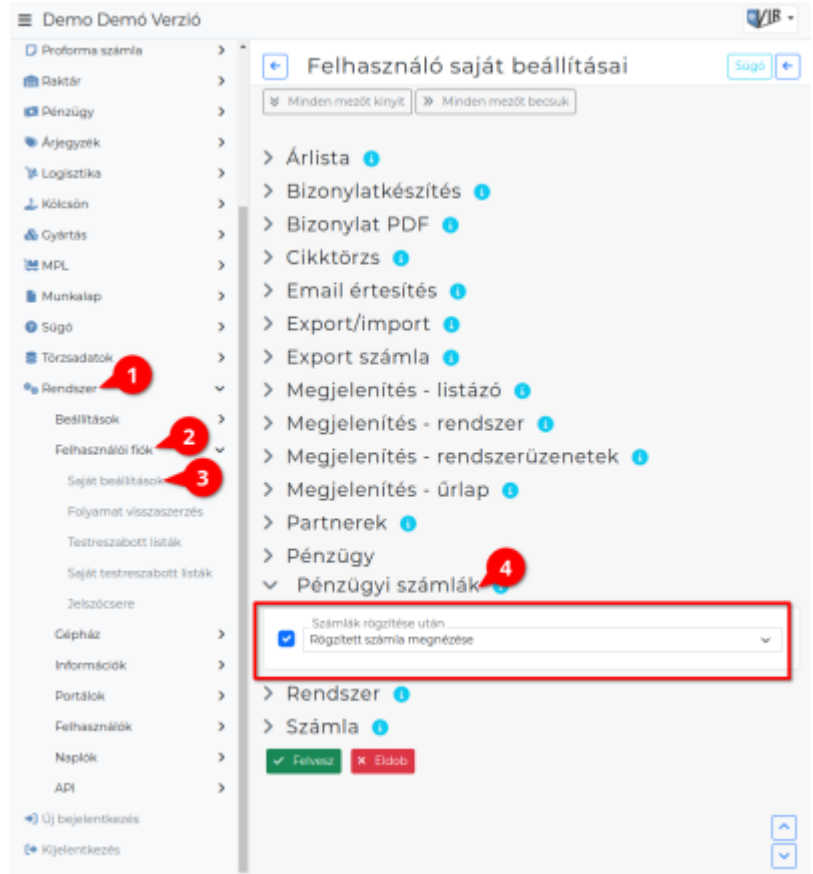 Demo Demó Verzió
VIR
Proforma számla
Raktár
Pénzügy
Árjegyzék
Logisztika
Kölcsön
Gyártás
MPL
Munkalap
Súgó
Törzsadatok
Rendszer
1
Beállítások
Felhasználói fiók
2
Saját beállítások
3
Folyamat visszaszerzés
Testreszabott listák
Saját testreszabott listák
Jelszócsere
Gépház
Információk
Portálok
Felhasználók
Naplók
API
Új bejelentkezés
Kijelentkezés
Felhasználó saját beállításai
Súgó
Minden mezőt kinyit
Minden mezőt becsuk
Árlista
Bizonylatkészítés
Bizonylat PDF
Cikktörzs
Email értesítés
Export/import
Export számla
Megjelenítés - listázó
Megjelenítés - rendszer
Megjelenítés - rendszerüzenetek
Megjelenítés - űrlap
Partnerek
Pénzügy
Pénzügyi számlák
4
Számlák rögzítése után
Rögzített számla megnézése
Rendszer
Számla
Felvesz
Eldob